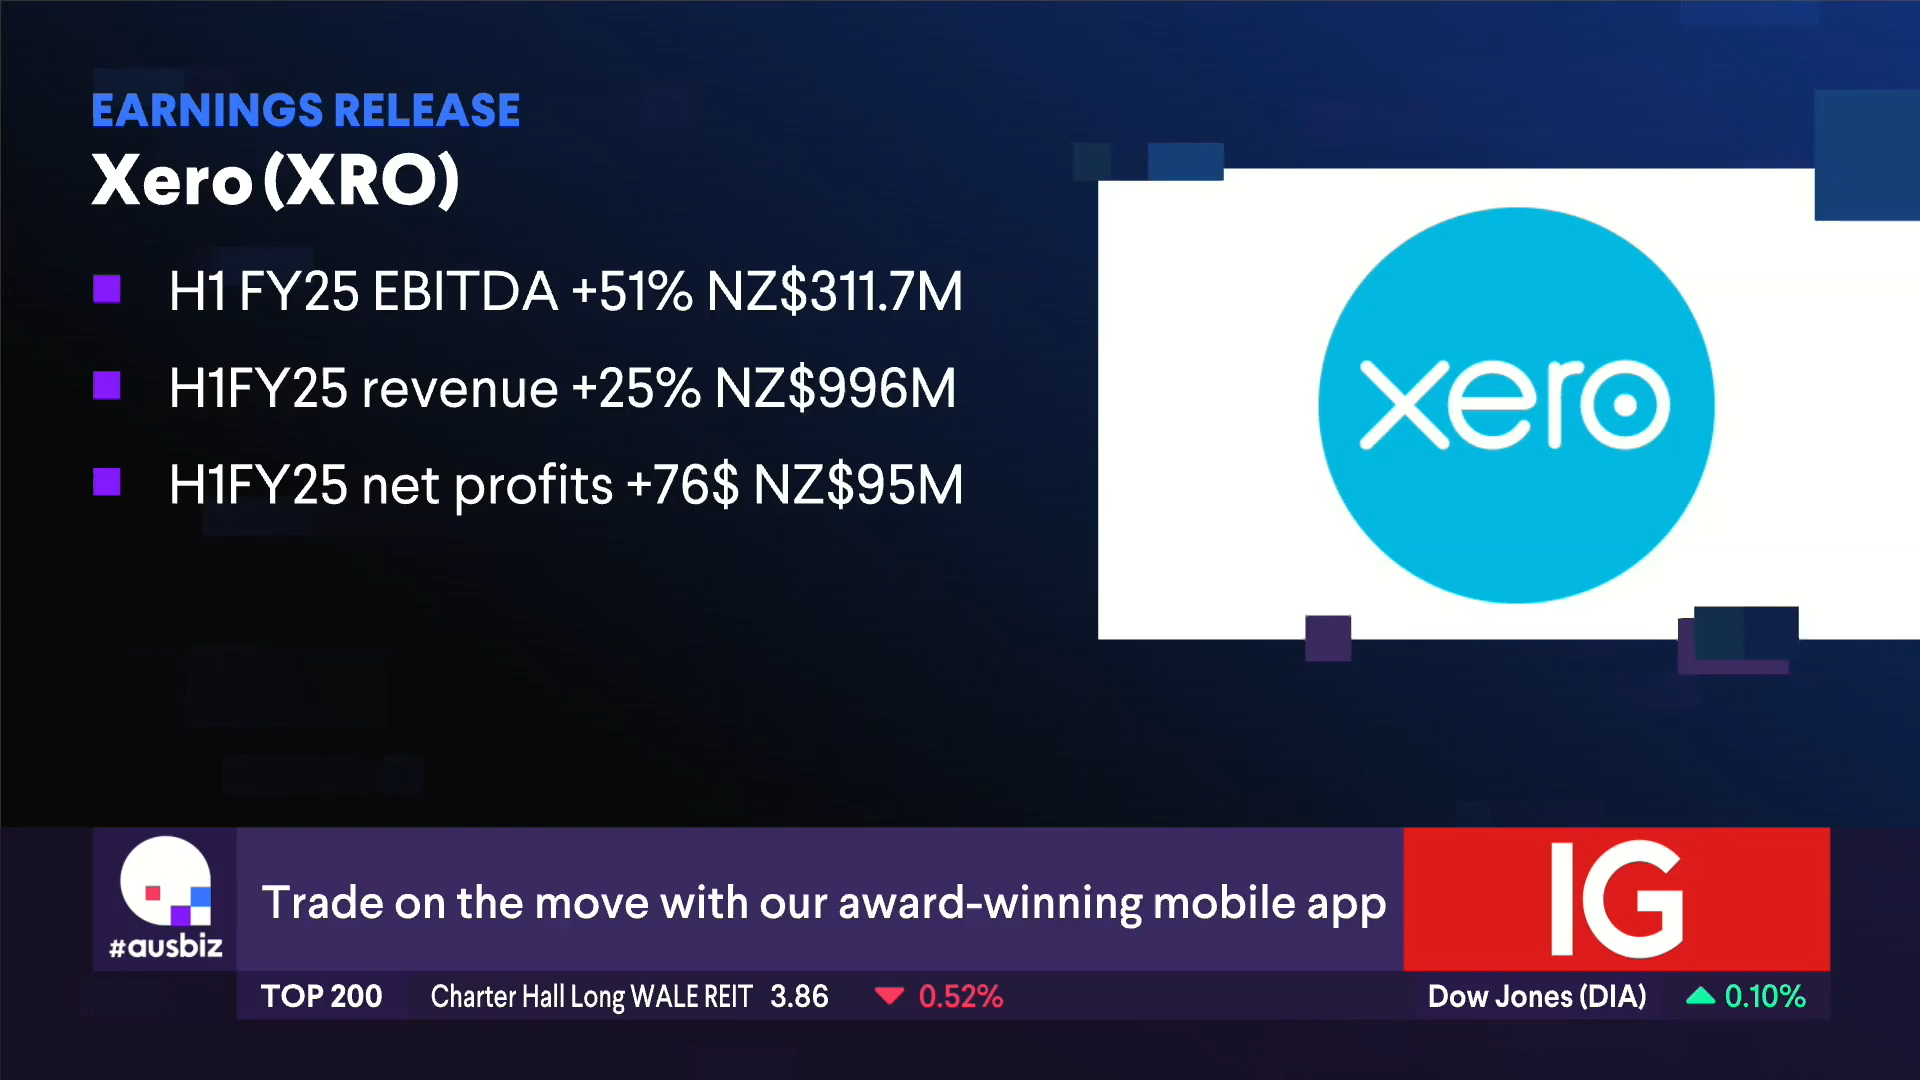 EARNINGS RELEASE
Xero (XRO)
H1 FY25 EBITDA +51% NZ$311.7M
H1FY25 revenue +25% NZ$996M
H1FY25 net profits +76$ NZ$95M
xero
#ausbiz
Trade on the move with our award-winning mobile app
IG
TOP 200 Charter Hall Long WALE REIT 3.86 ▼ 0.52% Dow Jones (DIA) ▲ 0.10%